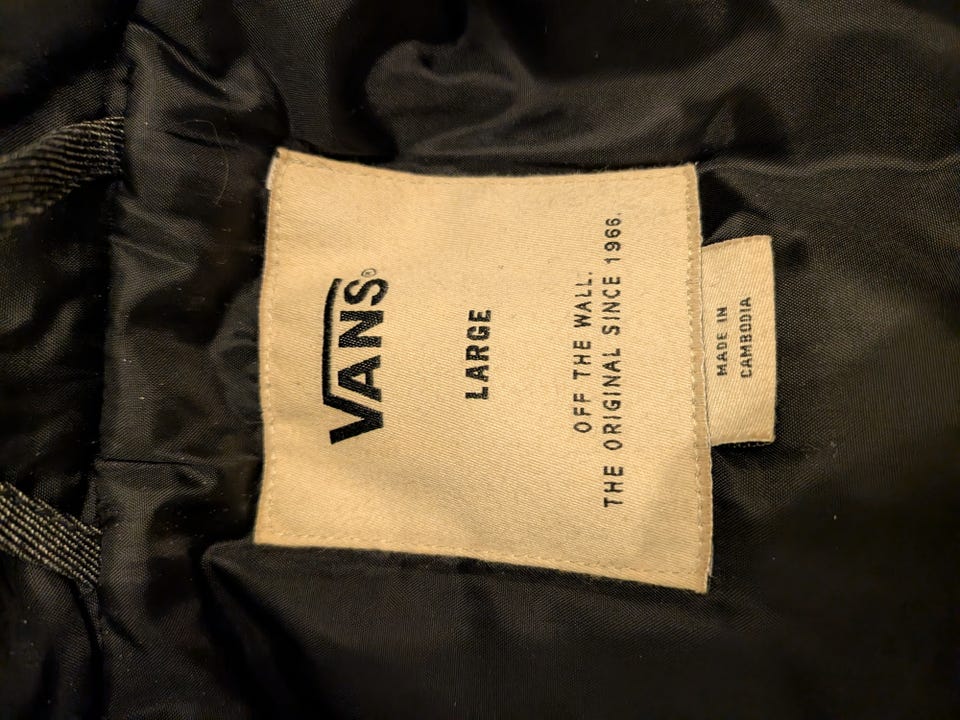 VANS®
LARGE
OFF THE WALL.
THE ORIGINAL SINCE 1966.
MADE IN
CAMBODIA